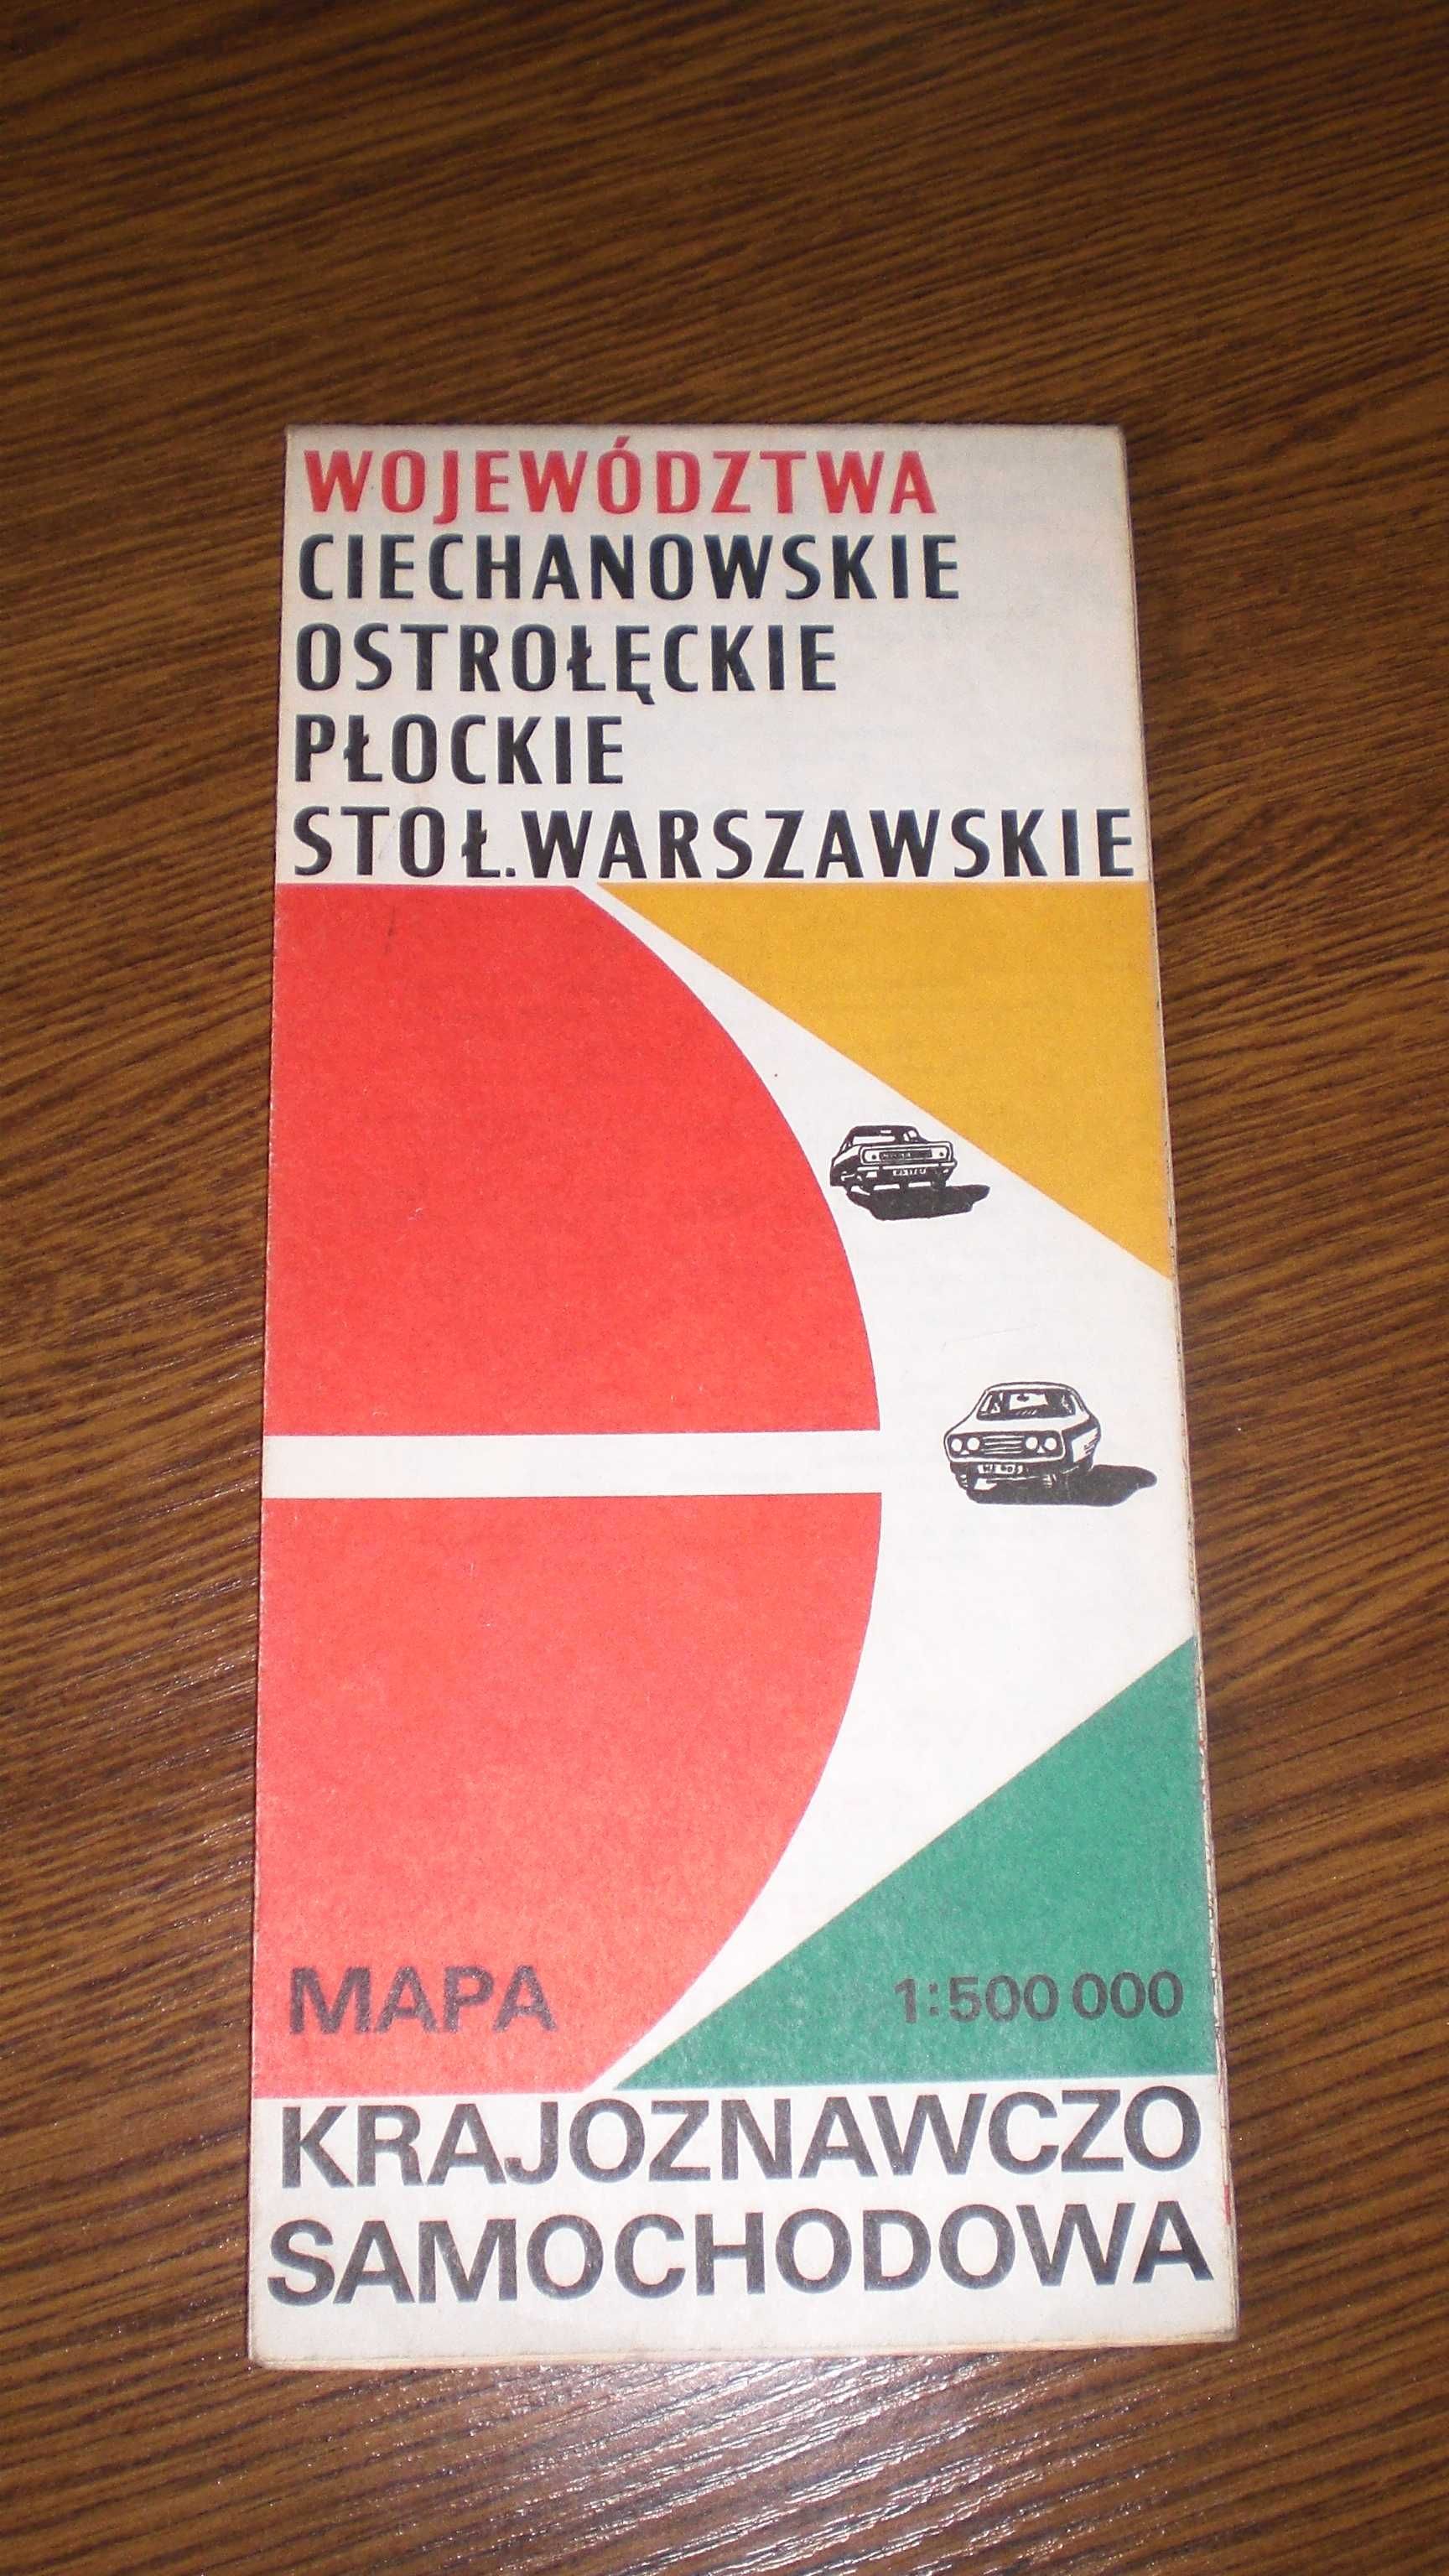 WOJEWÓDZTWA
CIECHANOWSKIE
OSTROŁĘCKIE
PŁOCKIE
STOŁ.WARSZAWSKIE
MAPA
1:500 000
KRAJOZNAWCZO
SAMOCHODOWA